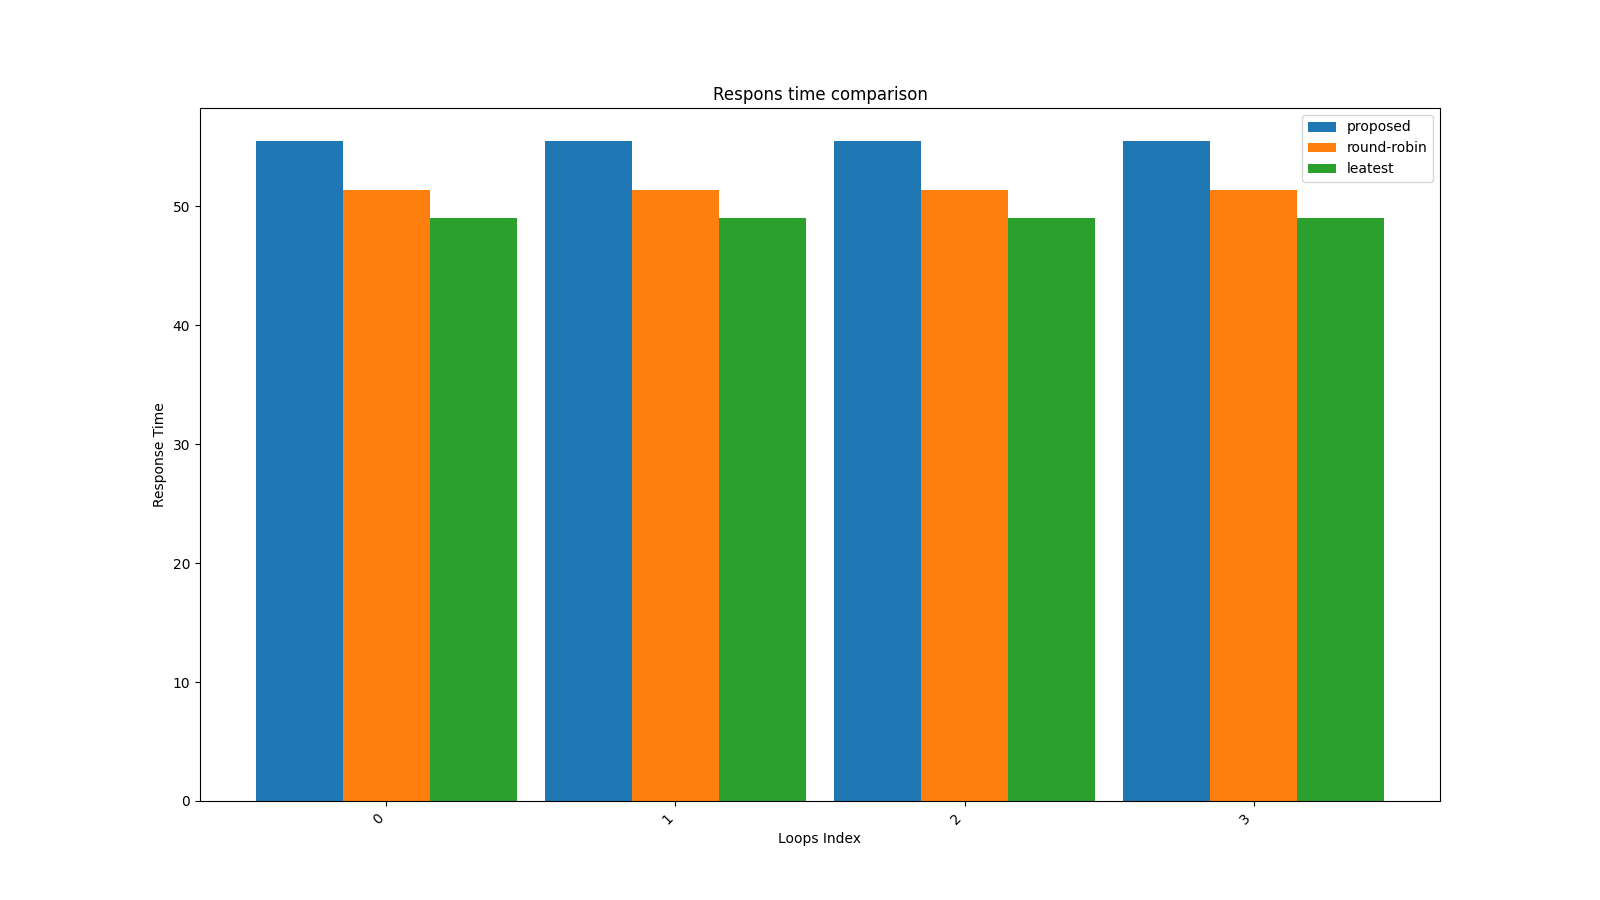 Respons time comparison
proposed
round-robin
leatest
50
40
30
20
10
0
Response Time
0 1 2 3
Loops Index